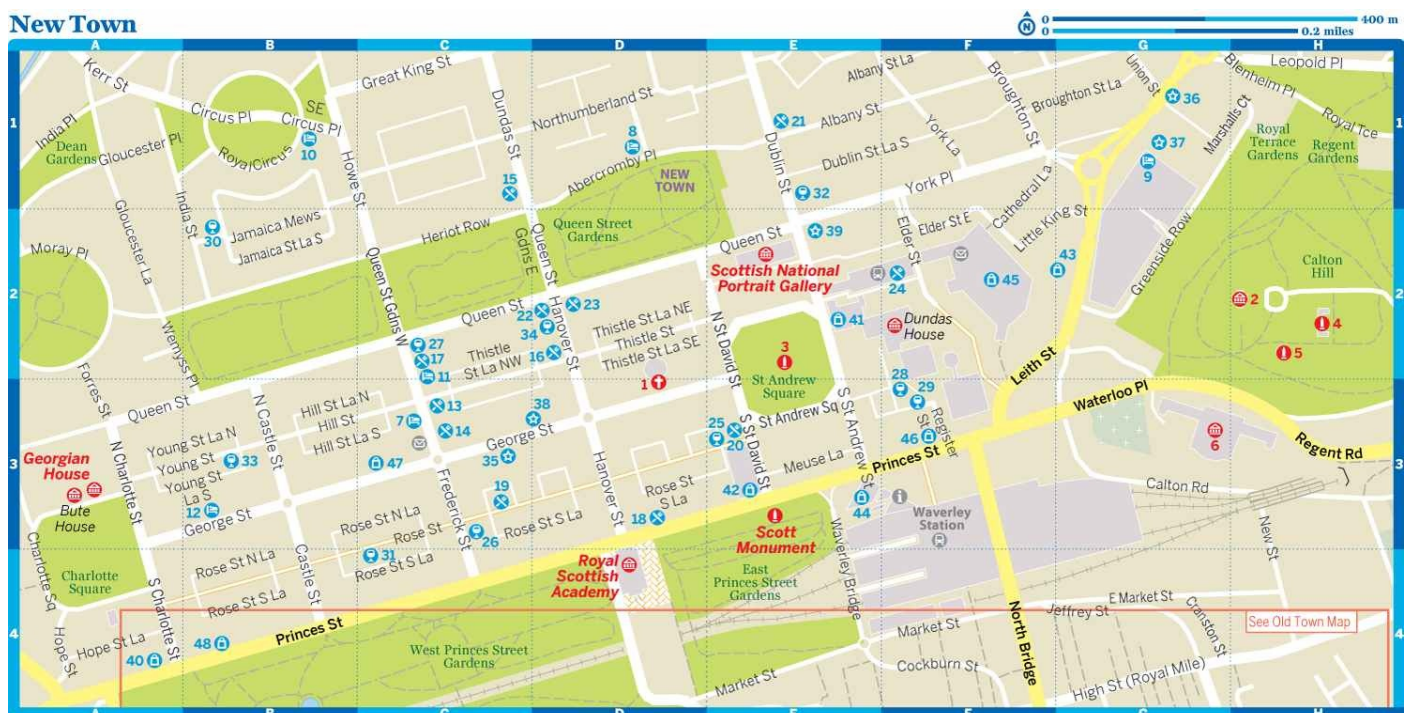 New Town
N
0
400 m
0
0.2 miles
A
B
C
D
E
F
G
H
1
1
2
2
3
3
4
4
Kerr St
Great King St
Circus Pl
SE
Circus Pl
India Pl
Gloucester Pl
Dean
Gardens
Royal Circus
10
Howe St
Dundas St
Northumberland St
8
15
Abercromby Pl
NEW
TOWN
Albany St La
21
Albany St
Dublin St
Dublin St La S
32
York La
York Pl
Broughton St
Broughton St La
Union St
36
37
9
Marshalls Ct
Blenheim Pl
Leopold Pl
Royal Tce
Royal
Terrace
Gardens
Regent
Gardens
Gloucester La
India St
30
Jamaica Mews
Jamaica St La S
Moray Pl
Heriot Row
Queen St Gdns W
Queen St
Gdns E
Queen Street
Gardens
Queen St
39
Scottish National
Portrait Gallery
Elder St
Elder St E
Cathedral La
Little King St
43
45
24
Greenside Row
Calton
Hill
2
4
5
Wemyss Pl
Queen St
22
23
34
16
Hanover St
Thistle St La NE
Thistle St
Thistle St La SE
Thistle
St La NW
27
17
11
N St David St
41
Dundas
House
3
St Andrew
Square
1
28
29
Leith St
Waterloo Pl
Forres St
Queen St
N Castle St
Hill St La N
Hill St
Hill St La S
7
13
14
38
George St
35
25
20
St Andrew Sq
S St David St
S St Andrew St
Register
St
46
Princes St
6
Regent Rd
Young St La N
Young St
Young St
La S
33
Georgian
House
Bute
House
N Charlotte St
12
George St
47
Frederick St
19
Hanover St
Rose St
S La
18
42
Meuse La
44
Waverley
Station
Calton Rd
New St
Charlotte Sq
Charlotte
Square
Rose St N La
Rose St
26
Rose St S La
31
Rose St S La
Rose St N La
Rose St S La
Castle St
Royal
Scottish
Academy
Scott
Monument
East
Princes Street
Gardens
Waverley Bridge
North Bridge
E Market St
Jeffrey St
Cranston St
See Old Town Map
Hope St
Hope St La
40
S Charlotte St
48
Princes St
West Princes Street
Gardens
Market St
Market St
Cockburn St
High St (Royal Mile)
A
B
C
D
E
F
G
H